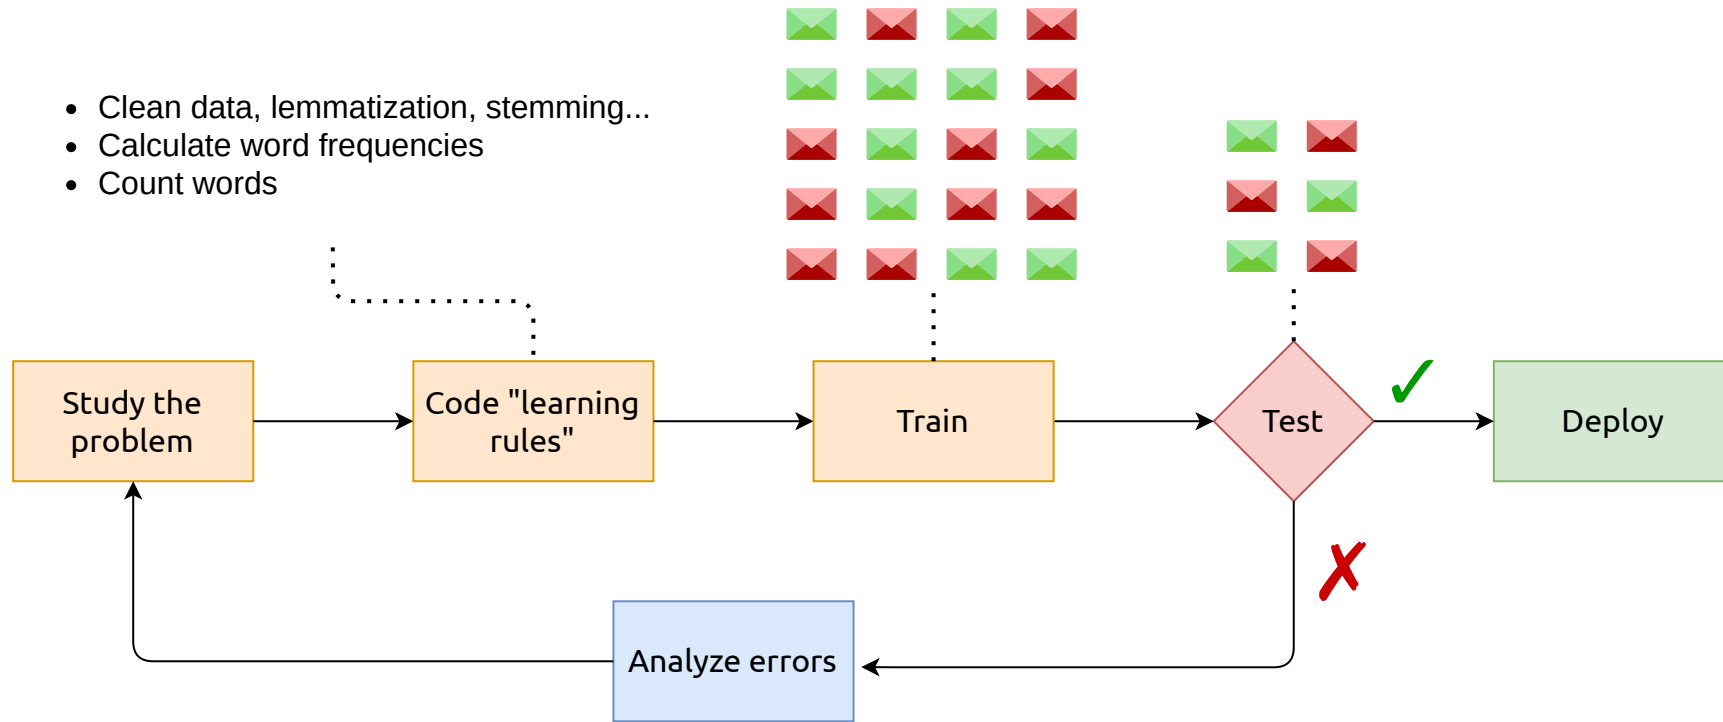 Clean data, lemmatization, stemming...
Calculate word frequencies
Count words
Study the
problem
Code "learning
rules"
Train
Test
Deploy
Analyze errors